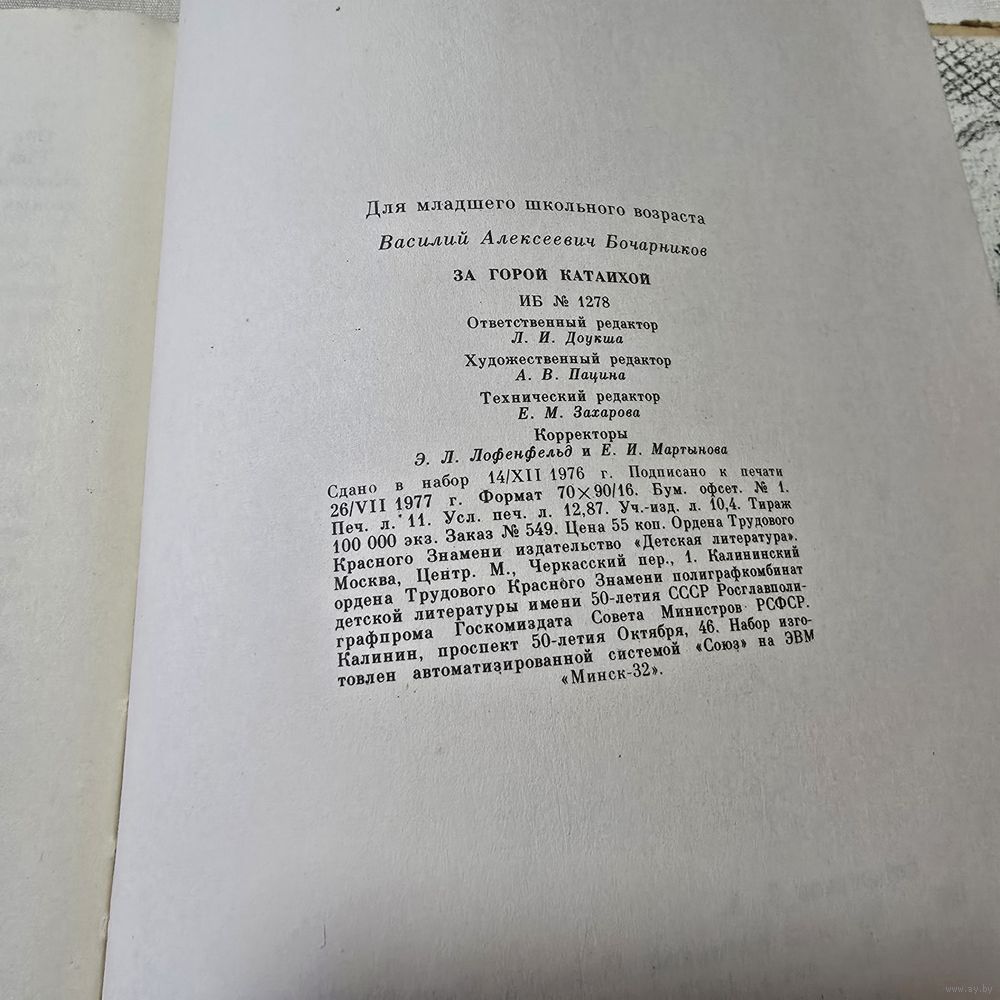 Для младшего школьного возраста
Василий Алексеевич Бочарников
ЗА ГОРОЙ КАТАИХОЙ
ИБ № 1278
Ответственный редактор
Л. И. Доукша
Художественный редактор
А. В. Пацина
Технический редактор
Е. М. Захарова
Корректоры
Э. Л. Лофенфельд и Е. И. Мартынова
Сдано в набор 14/XII 1976 г. Подписано к печати
26/VII 1977 г. Формат 70×90/16. Бум. офсет. № 1.
Печ. л. 11. Усл. печ. л. 12,87. Уч.-изд. л. 10,4. Тираж
100 000 экз. Заказ № 549. Цена 55 коп. Ордена Трудового
Красного Знамени издательство «Детская литература».
Москва, Центр. М., Черкасский пер., 1. Калининский
ордена Трудового Красного Знамени полиграфкомбинат
детской литературы имени 50-летия СССР Росглавполи-
графпрома Госкомиздата Совета Министров РСФСР.
Калинин, проспект 50-летия Октября, 46. Набор изго-
товлен автоматизированной системой «Союз» на ЭВМ
«Минск-32».
www.ay.by